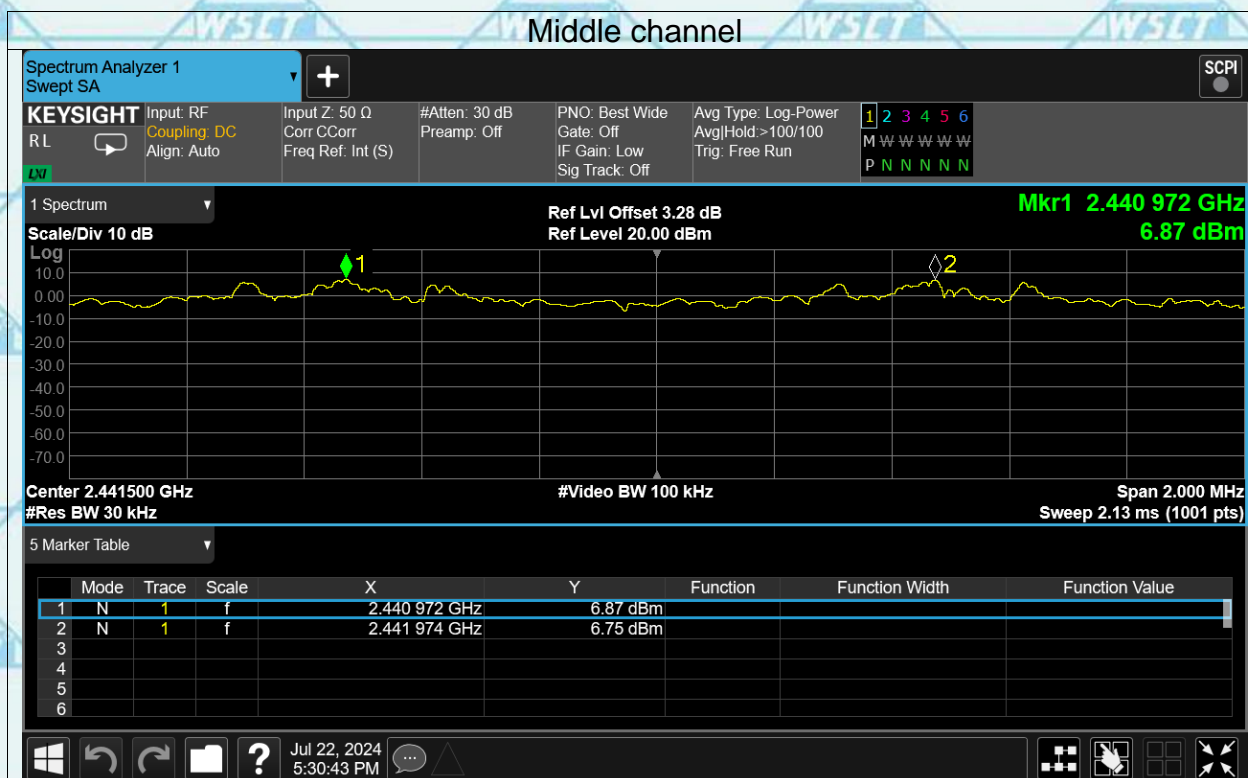 WSCT WSCT WSCT WSCT
Middle channel
Spectrum Analyzer 1
Swept SA
+
SCPI
KEYSIGHT
RL
LXI
Input: RF
Coupling: DC
Align: Auto
Input Z: 50 Ω
Corr CCorr
Freq Ref: Int (S)
#Atten: 30 dB
Preamp: Off
PNO: Best Wide
Gate: Off
IF Gain: Low
Sig Track: Off
Avg Type: Log-Power
Avg|Hold:>100/100
Trig: Free Run
1 2 3 4 5 6
M W W W W W
P N N N N N
1 Spectrum
Scale/Div 10 dB
Ref Lvl Offset 3.28 dB
Ref Level 20.00 dBm
Mkr1 2.440 972 GHz
6.87 dBm
Log
1
2
10.0
0.00
-10.0
-20.0
-30.0
-40.0
-50.0
-60.0
-70.0
Center 2.441500 GHz
#Video BW 100 kHz
Span 2.000 MHz
#Res BW 30 kHz
Sweep 2.13 ms (1001 pts)
5 Marker Table
Mode Trace Scale X Y Function Function Width Function Value
1 N 1 f 2.440 972 GHz 6.87 dBm
2 N 1 f 2.441 974 GHz 6.75 dBm
3
4
5
6
?
Jul 22, 2024
5:30:43 PM